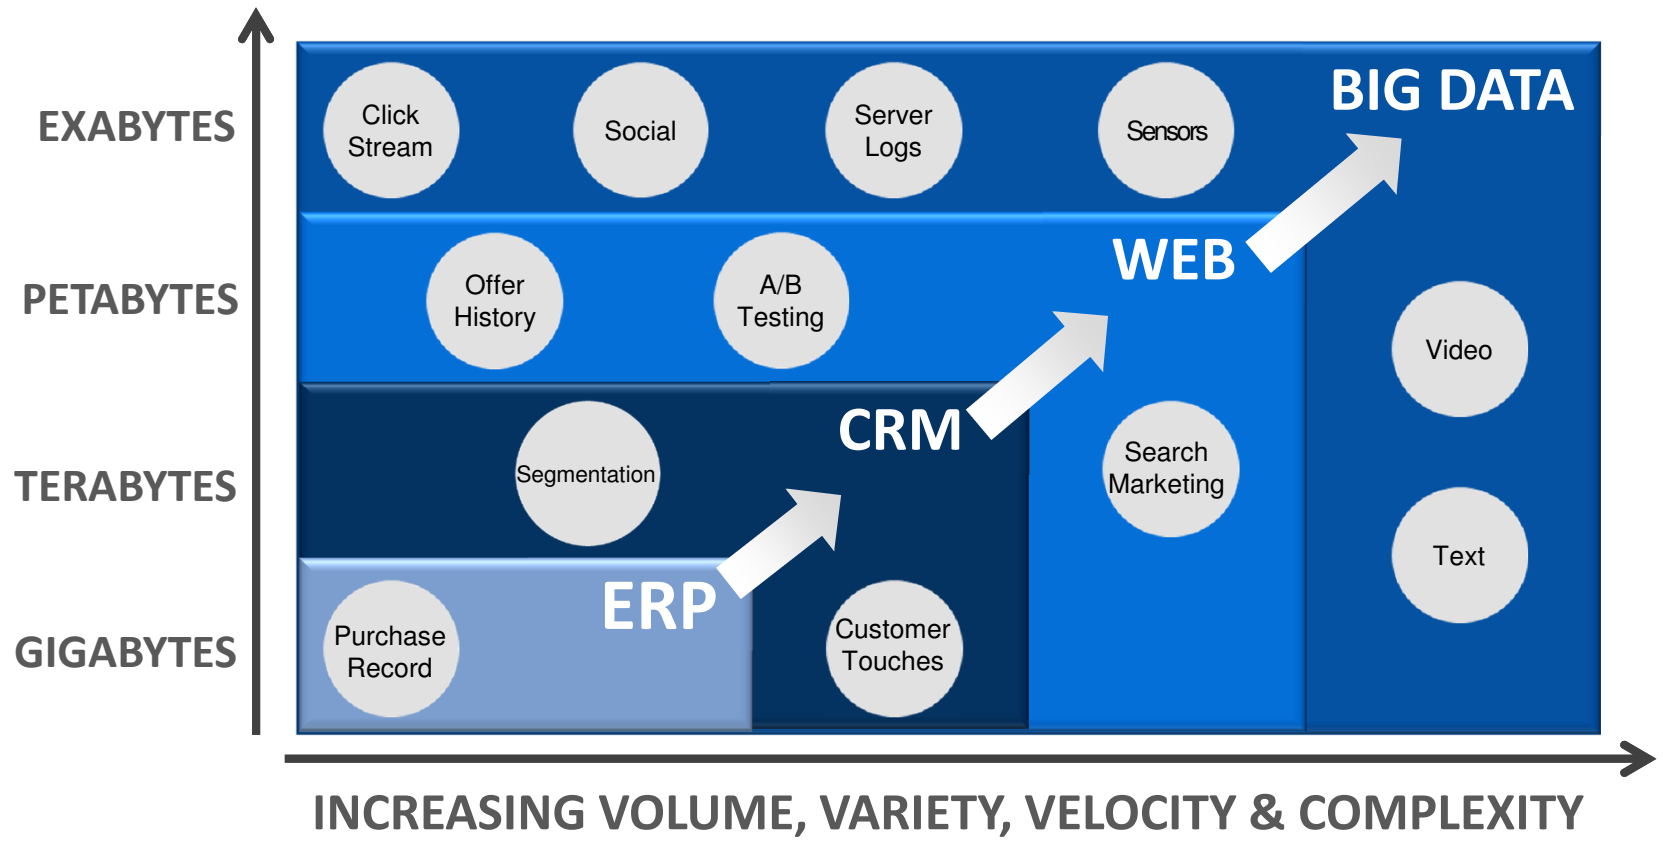 EXABYTES
Click
Stream
Social
Server
Logs
Sensors
BIG DATA
PETABYTES
Offer
History
A/B
Testing
WEB
Video
TERABYTES
Segmentation
CRM
Search
Marketing
Text
GIGABYTES
Purchase
Record
ERP
Customer
Touches
INCREASING VOLUME, VARIETY, VELOCITY & COMPLEXITY